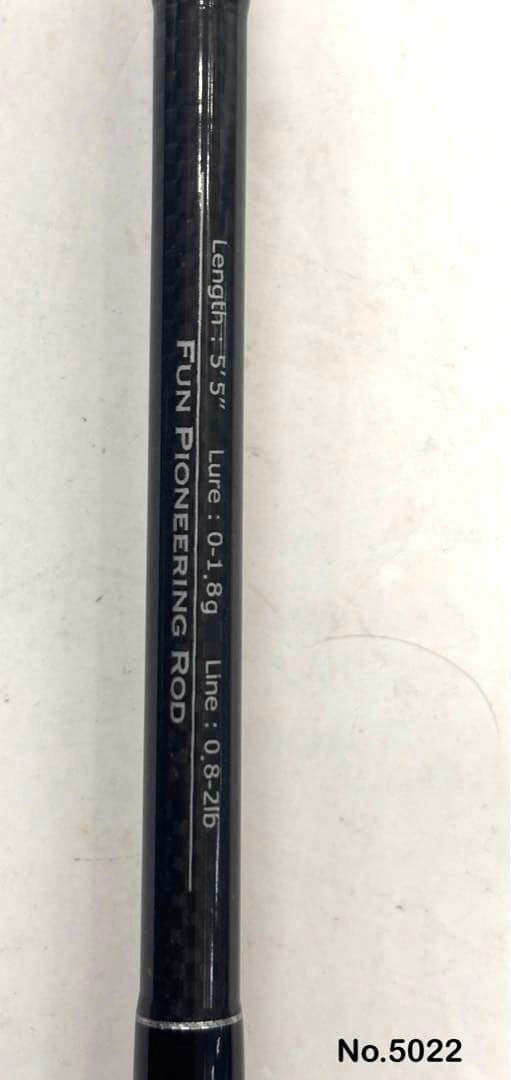 Length : 5'5" Lure : 0-1.8g Line : 0.8-2lb
FUN PIONEERING ROD
No.5022